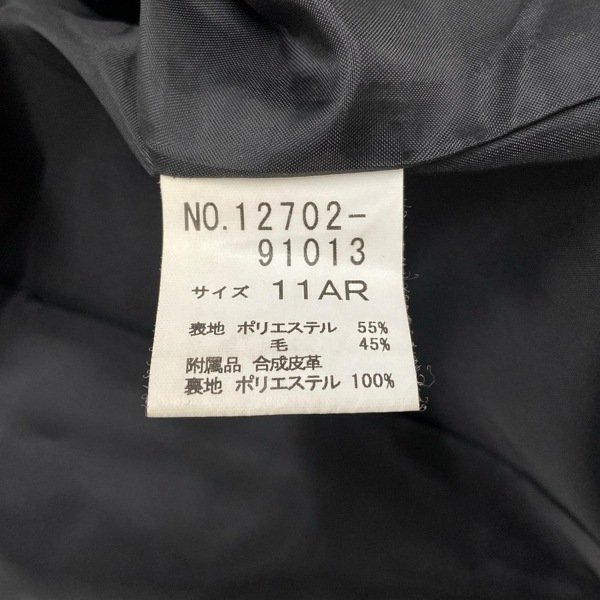 NO.12702-
91013
サイズ 11AR
表地 ポリエステル 55%
毛 45%
附属品 合成皮革
裏地 ポリエステル 100%